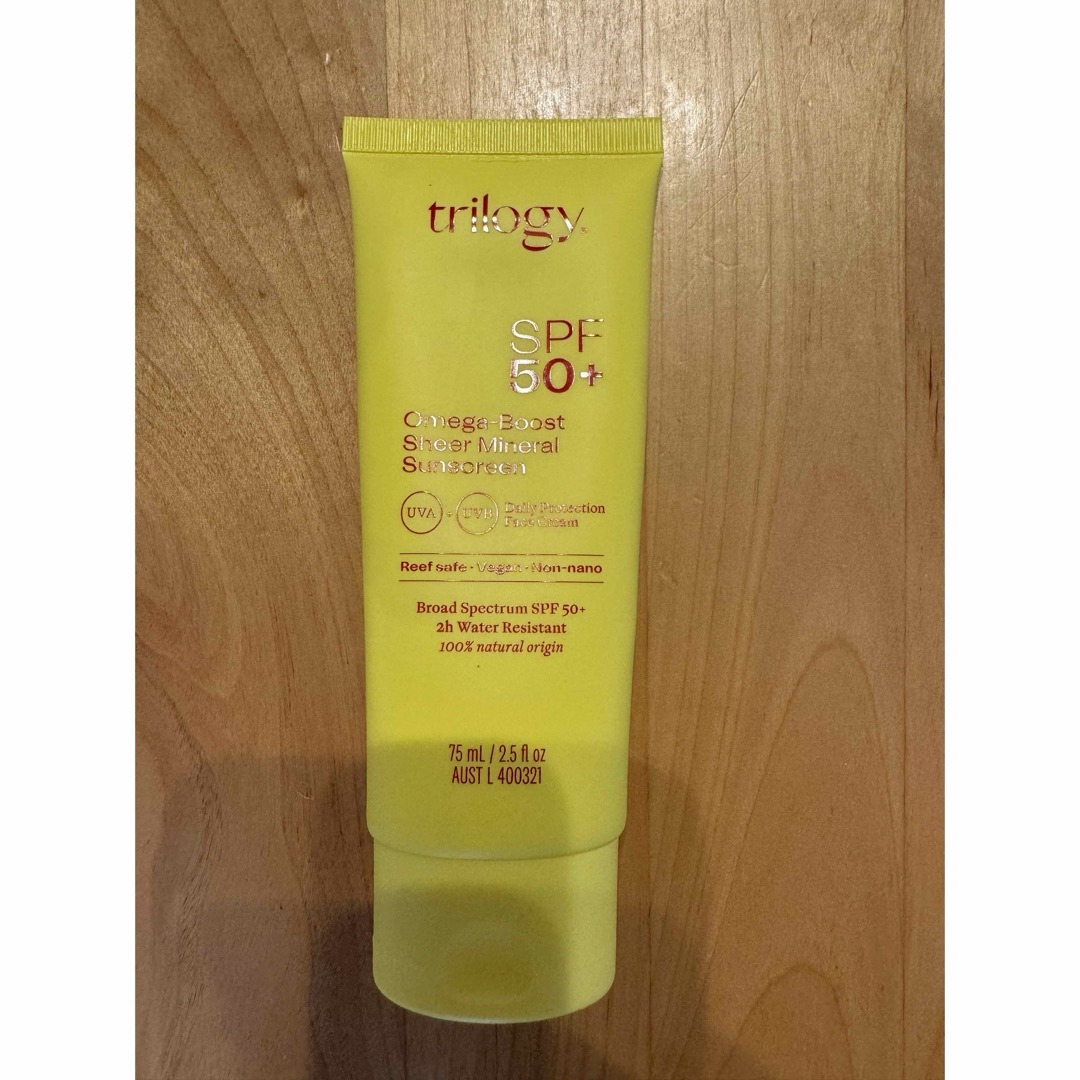 trilogy
SPF
50+
Omega-Boost
Sheer Mineral
Sunscreen
UVA + UVB Daily Protection
Face Cream
Reef safe · Vegan · Non-nano
Broad Spectrum SPF 50+
2h Water Resistant
100% natural origin
75 mL / 2.5 fl oz
AUST L 400321